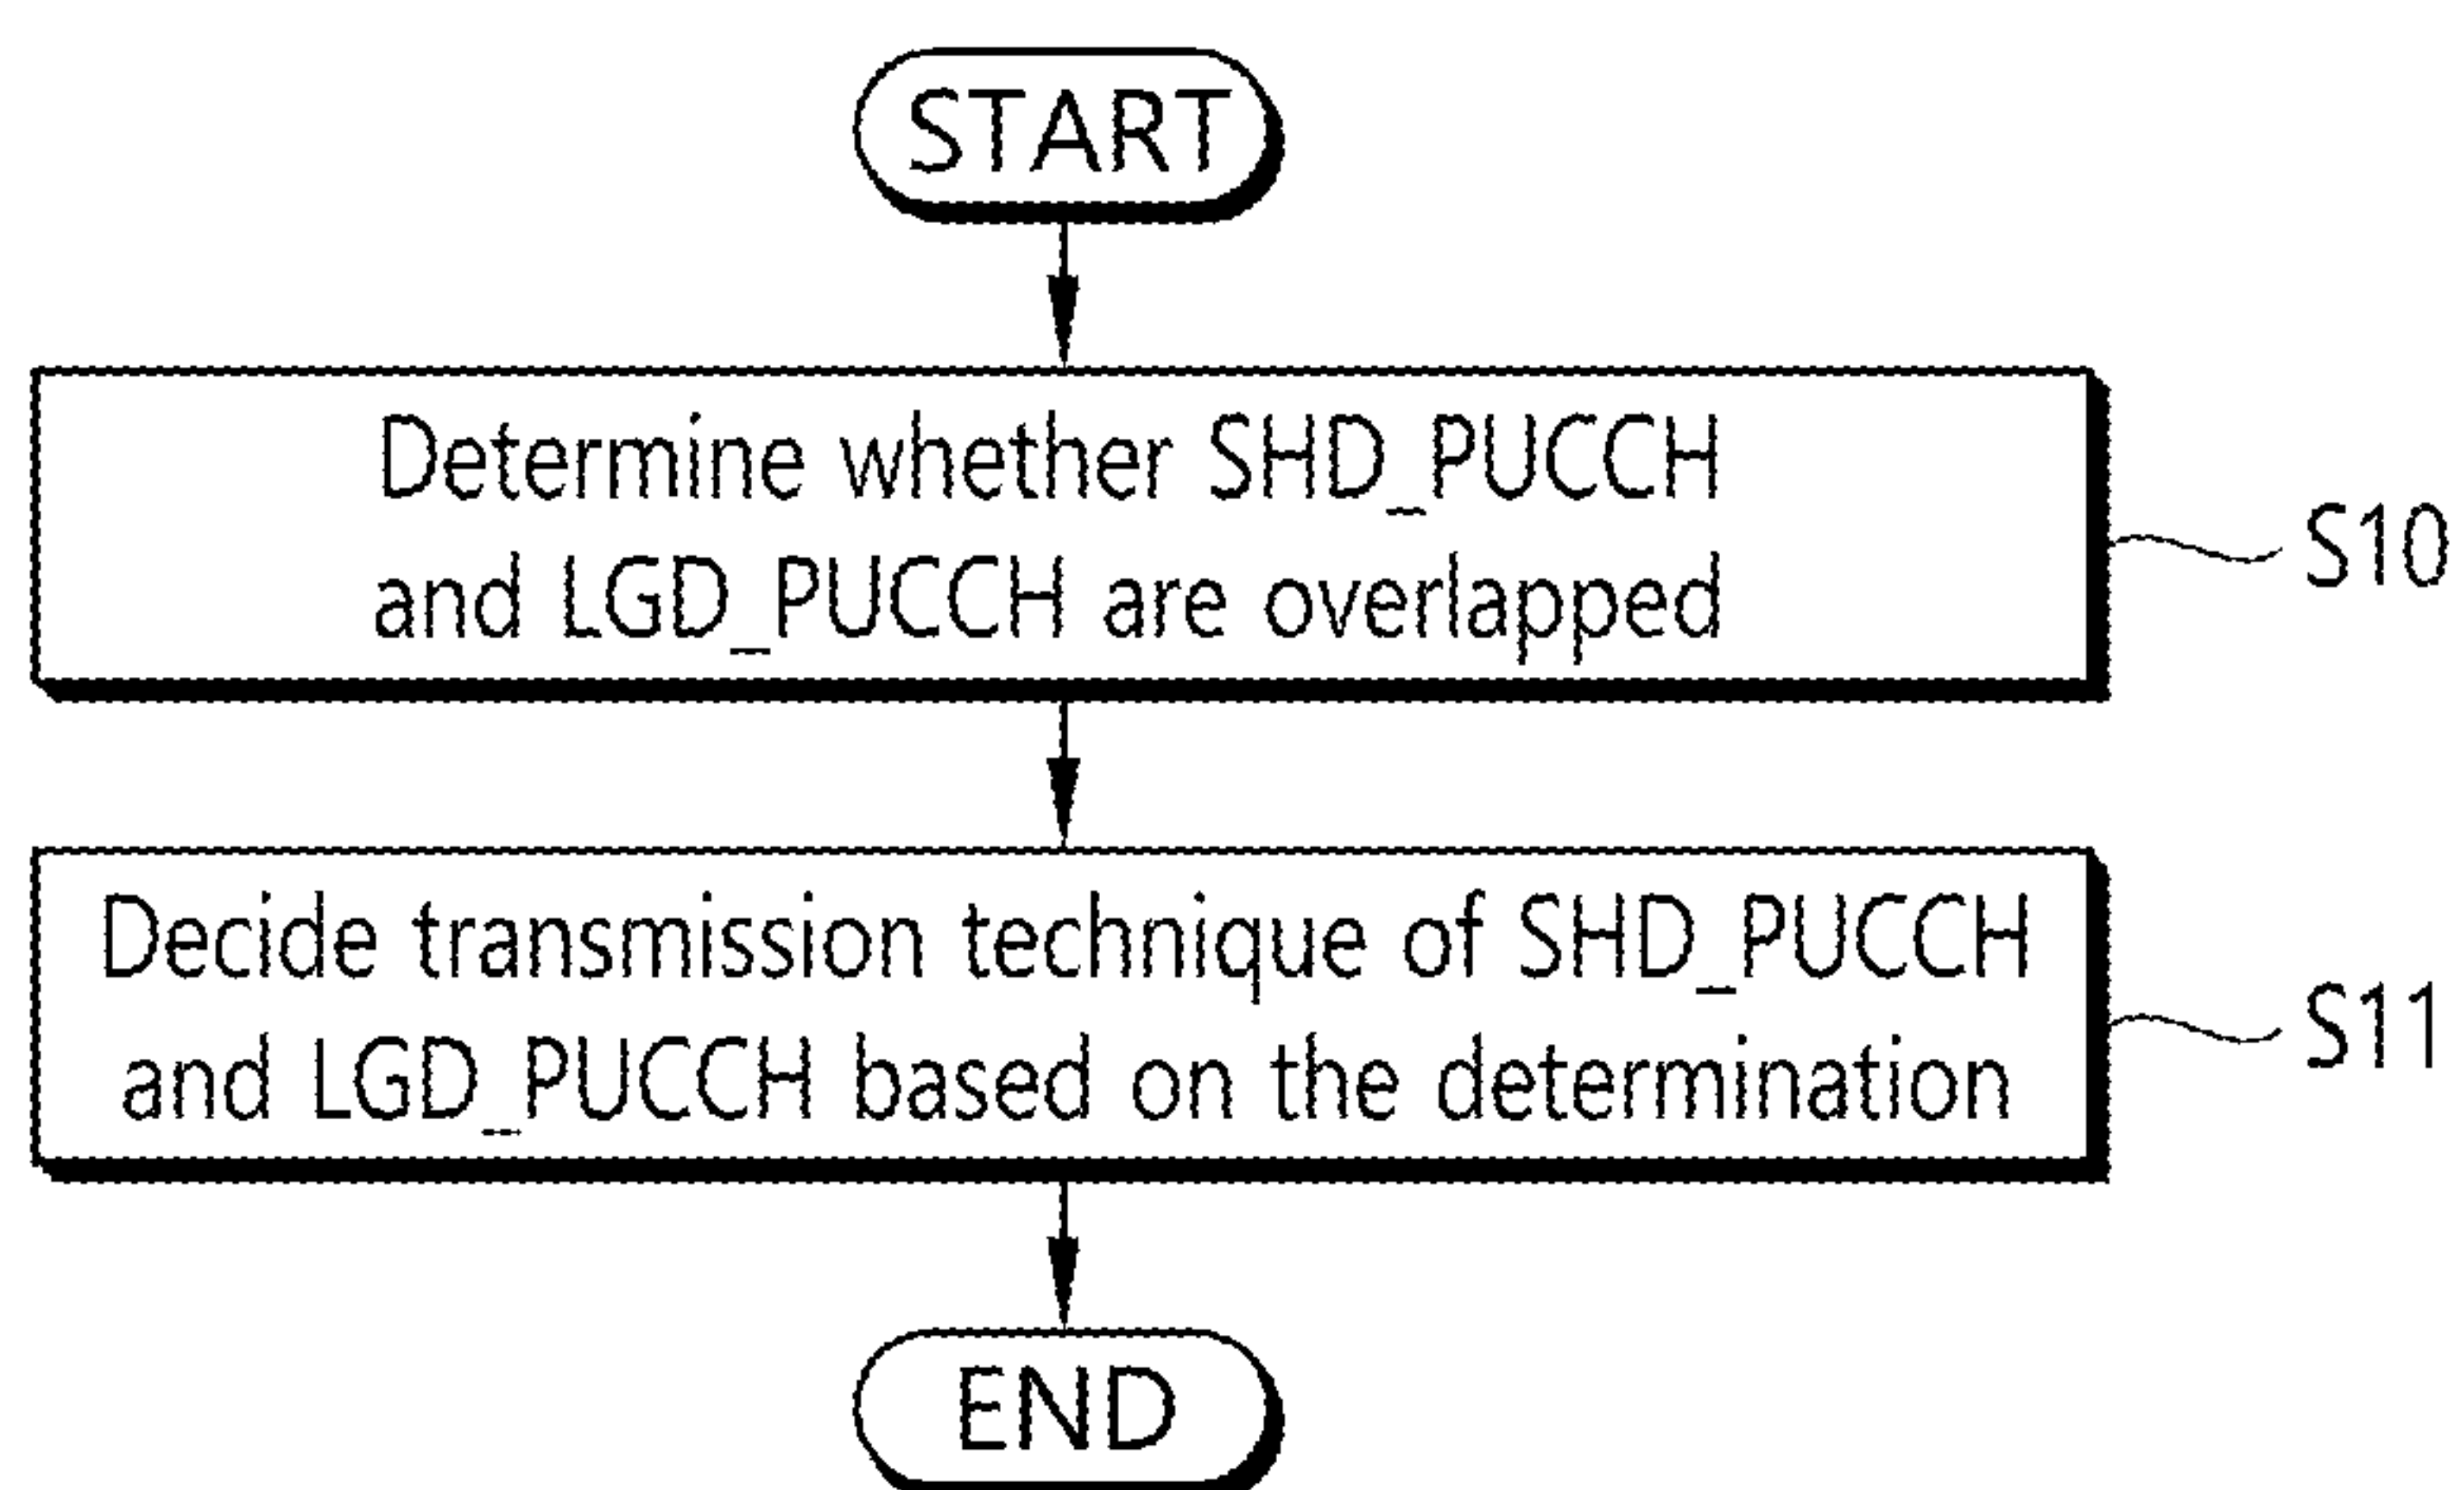 START
Determine whether SHD_PUCCH
and LGD_PUCCH are overlapped
S10
Decide transmission technique of SHD_PUCCH
and LGD_PUCCH based on the determination
S11
END